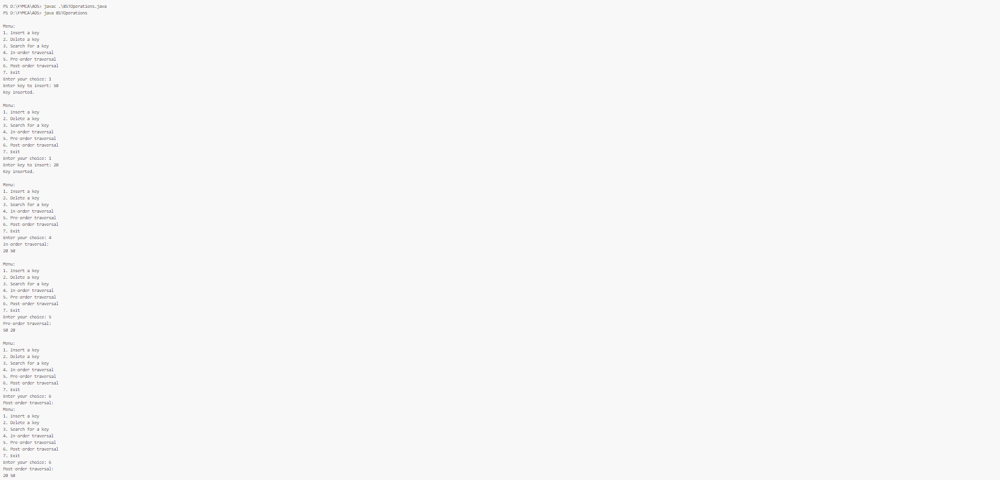 PS D:\FYMCA\ADS> javac .\BSTOperations.java
PS D:\FYMCA\ADS> java BSTOperations
Menu:
1. Insert a key
2. Delete a key
3. Search for a key
4. In-order traversal
5. Pre-order traversal
6. Post-order traversal
7. Exit
Enter your choice: 1
Enter key to insert: 50
Key inserted.
Menu:
1. Insert a key
2. Delete a key
3. Search for a key
4. In-order traversal
5. Pre-order traversal
6. Post-order traversal
7. Exit
Enter your choice: 1
Enter key to insert: 20
Key inserted.
Menu:
1. Insert a key
2. Delete a key
3. Search for a key
4. In-order traversal
5. Pre-order traversal
6. Post-order traversal
7. Exit
Enter your choice: 4
In-order traversal:
20 50
Menu:
1. Insert a key
2. Delete a key
3. Search for a key
4. In-order traversal
5. Pre-order traversal
6. Post-order traversal
7. Exit
Enter your choice: 5
Pre-order traversal:
50 20
Menu:
1. Insert a key
2. Delete a key
3. Search for a key
4. In-order traversal
5. Pre-order traversal
6. Post-order traversal
7. Exit
Enter your choice: 6
Post-order traversal:
Menu:
1. Insert a key
2. Delete a key
3. Search for a key
4. In-order traversal
5. Pre-order traversal
6. Post-order traversal
7. Exit
Enter your choice: 6
Post-order traversal:
20 50